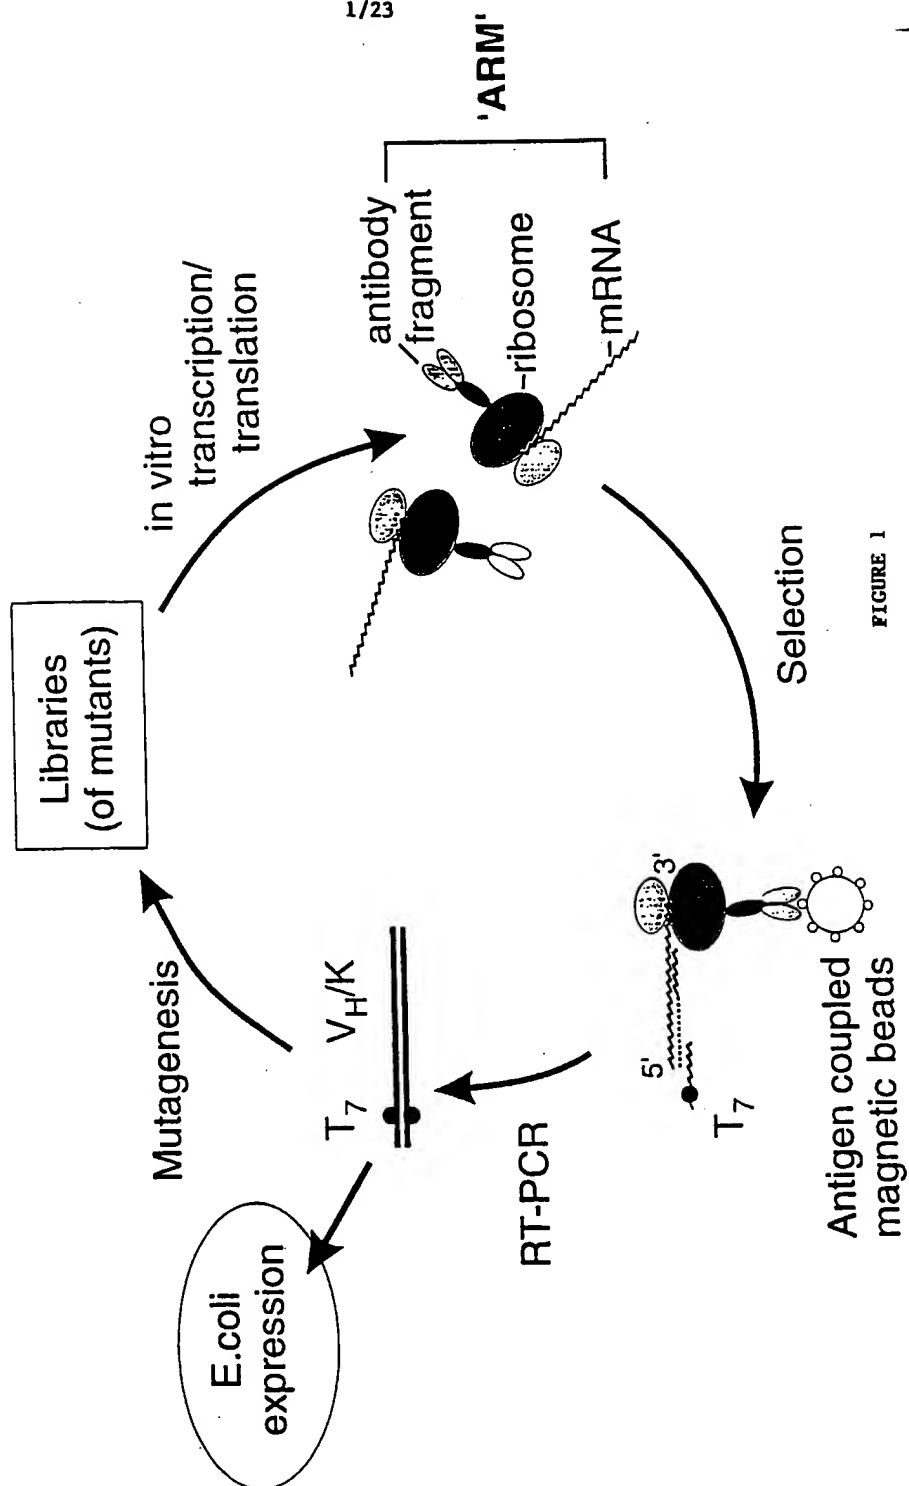 1/23
Libraries
(of mutants)
in vitro
transcription/
translation
antibody
fragment
-ribosome
-mRNA
'ARM'
Selection
Antigen coupled
magnetic beads
5'
3'
T7
RT-PCR
T7
VH/K
Mutagenesis
E.coli
expression
FIGURE 1